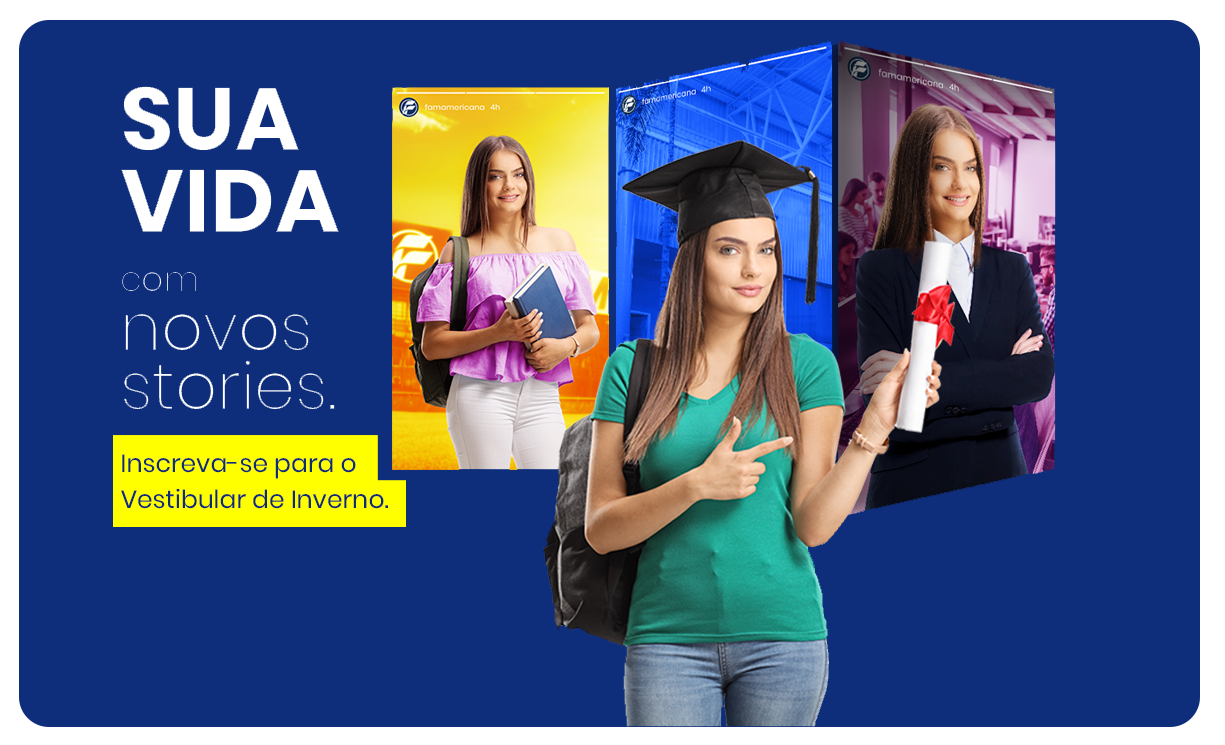 SUA
VIDA
com
novos
stories.
Inscreva-se para o
Vestibular de Inverno.
famamericana 4h
famamericana 4h
famamericana 4h